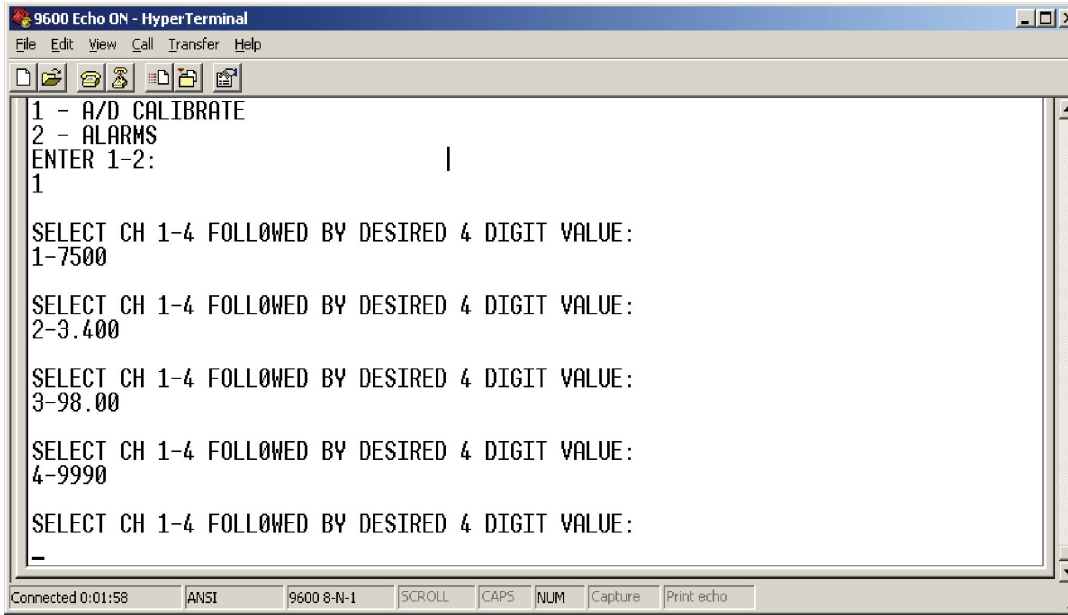 9600 Echo ON - HyperTerminal
File Edit View Call Transfer Help
1 - A/D CALIBRATE
2 - ALARMS
ENTER 1-2:
1
SELECT CH 1-4 FOLL0WED BY DESIRED 4 DIGIT VALUE:
1-7500
SELECT CH 1-4 FOLL0WED BY DESIRED 4 DIGIT VALUE:
2-3.400
SELECT CH 1-4 FOLL0WED BY DESIRED 4 DIGIT VALUE:
3-98.00
SELECT CH 1-4 FOLL0WED BY DESIRED 4 DIGIT VALUE:
4-9990
SELECT CH 1-4 FOLL0WED BY DESIRED 4 DIGIT VALUE:
_
Connected 0:01:58 ANSI 9600 8-N-1 SCROLL CAPS NUM Capture Print echo